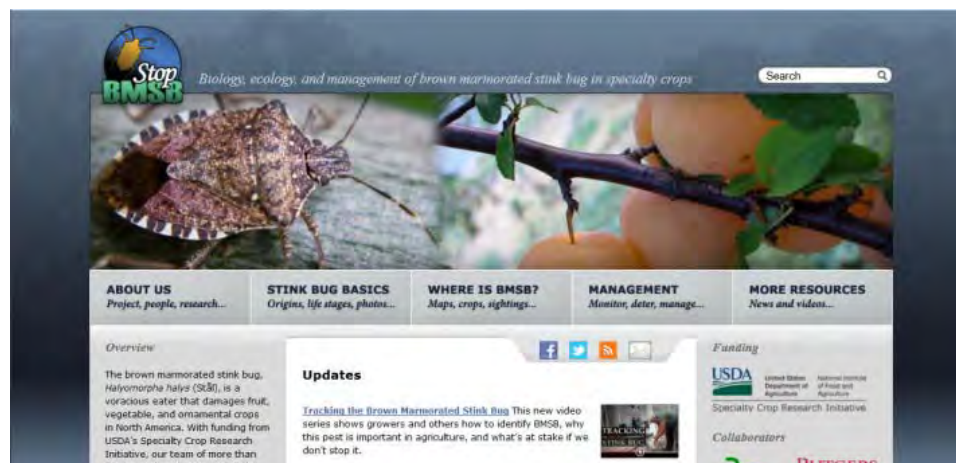 Stop
BMSB
Biology, ecology, and management of brown marmorated stink bug in specialty crops
Search
ABOUT US
Project, people, research...
STINK BUG BASICS
Origins, life stages, photos...
WHERE IS BMSB?
Maps, crops, sightings...
MANAGEMENT
Monitor, deter, manage...
MORE RESOURCES
News and videos...
Overview
The brown marmorated stink bug,
Halyomorpha halys (Stål), is a
voracious eater that damages fruit,
vegetable, and ornamental crops
in North America. With funding from
USDA's Specialty Crop Research
Initiative, our team of more than
Updates
Tracking the Brown Marmorated Stink Bug This new video
series shows growers and others how to identify BMSB, why
this pest is important in agriculture, and what's at stake if we
don't stop it.
TRACKING
STINK BUG
Funding
USDA
United States
Department of
Agriculture
National Institute
of Food and
Agriculture
Specialty Crop Research Initiative
Collaborators
RUTGERS